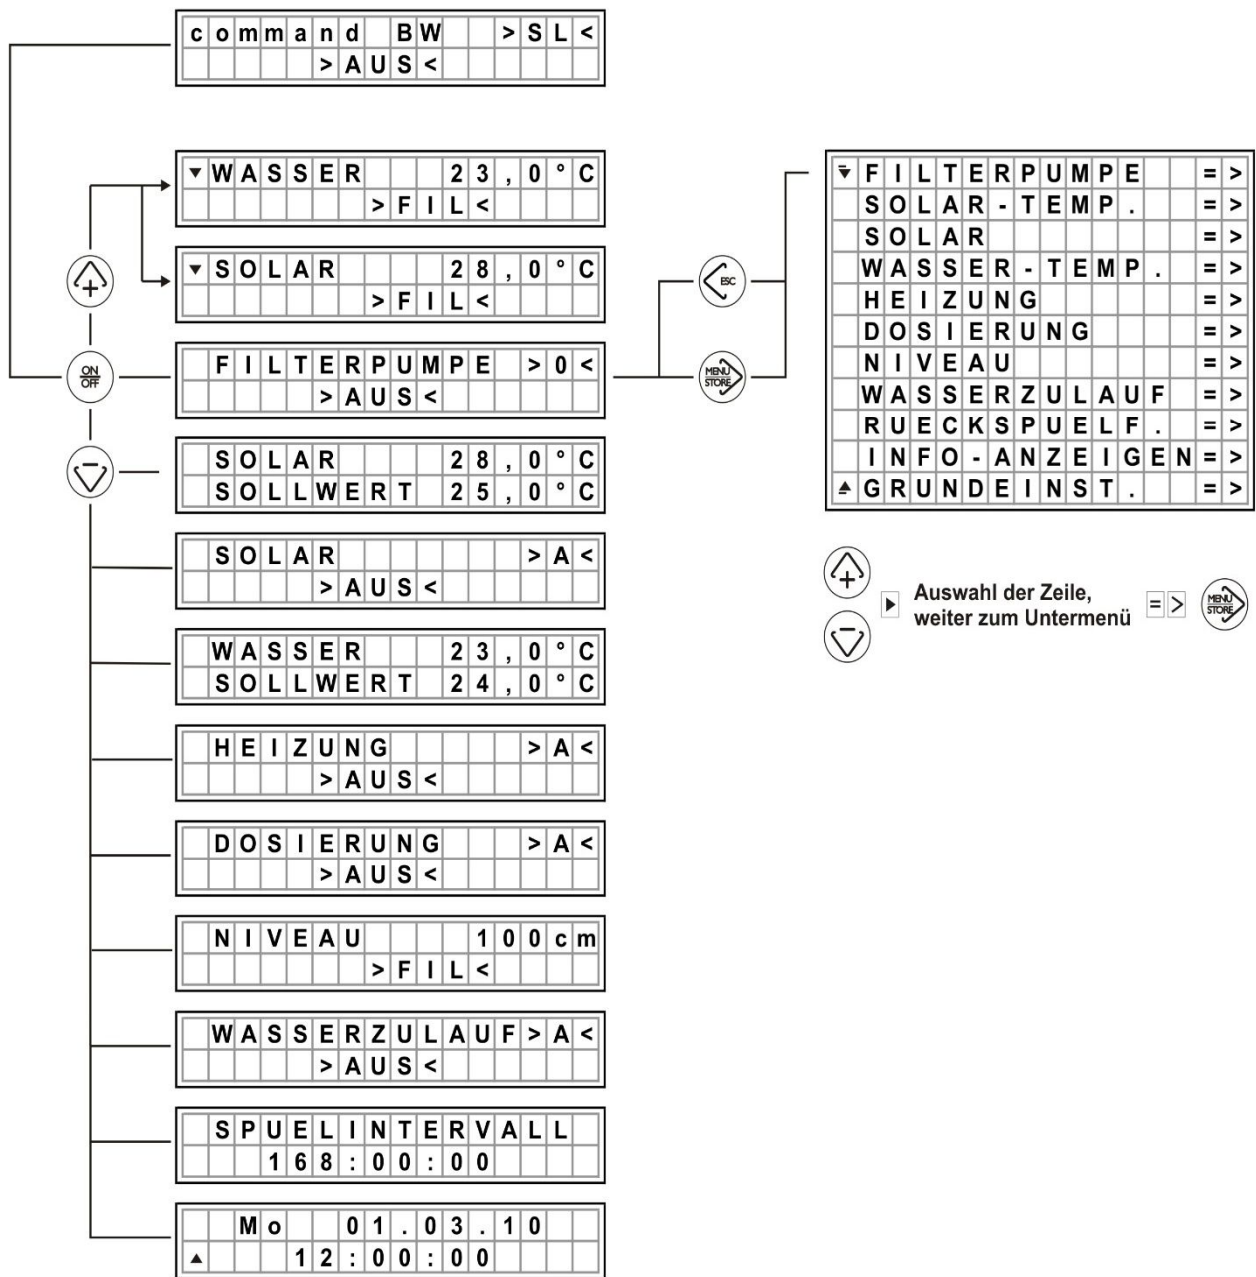 command BW >SL<
>AUS<
▼WASSER 23,0°C
>FIL<
▼SOLAR 28,0°C
>FIL<
ON
OFF
FILTERPUMPE >0<
>AUS<
SOLAR 28,0°C
SOLLWERT 25,0°C
SOLAR >A<
>AUS<
WASSER 23,0°C
SOLLWERT 24,0°C
HEIZUNG >A<
>AUS<
DOSIERUNG >A<
>AUS<
NIVEAU 100cm
>FIL<
WASSERZULAUF>A<
>AUS<
SPUELINTERVALL
168:00:00
Mo 01.03.10
▲ 12:00:00
ESC
MENU
STORE
FILTERPUMPE =>
SOLAR-TEMP. =>
SOLAR =>
WASSER-TEMP. =>
HEIZUNG =>
DOSIERUNG =>
NIVEAU =>
WASSERZULAUF =>
RUECKSPUELF. =>
INFO-ANZEIGEN=>
GRUNDEINST. =>
Auswahl der Zeile,
weiter zum Untermenü
=>
MENU
STORE